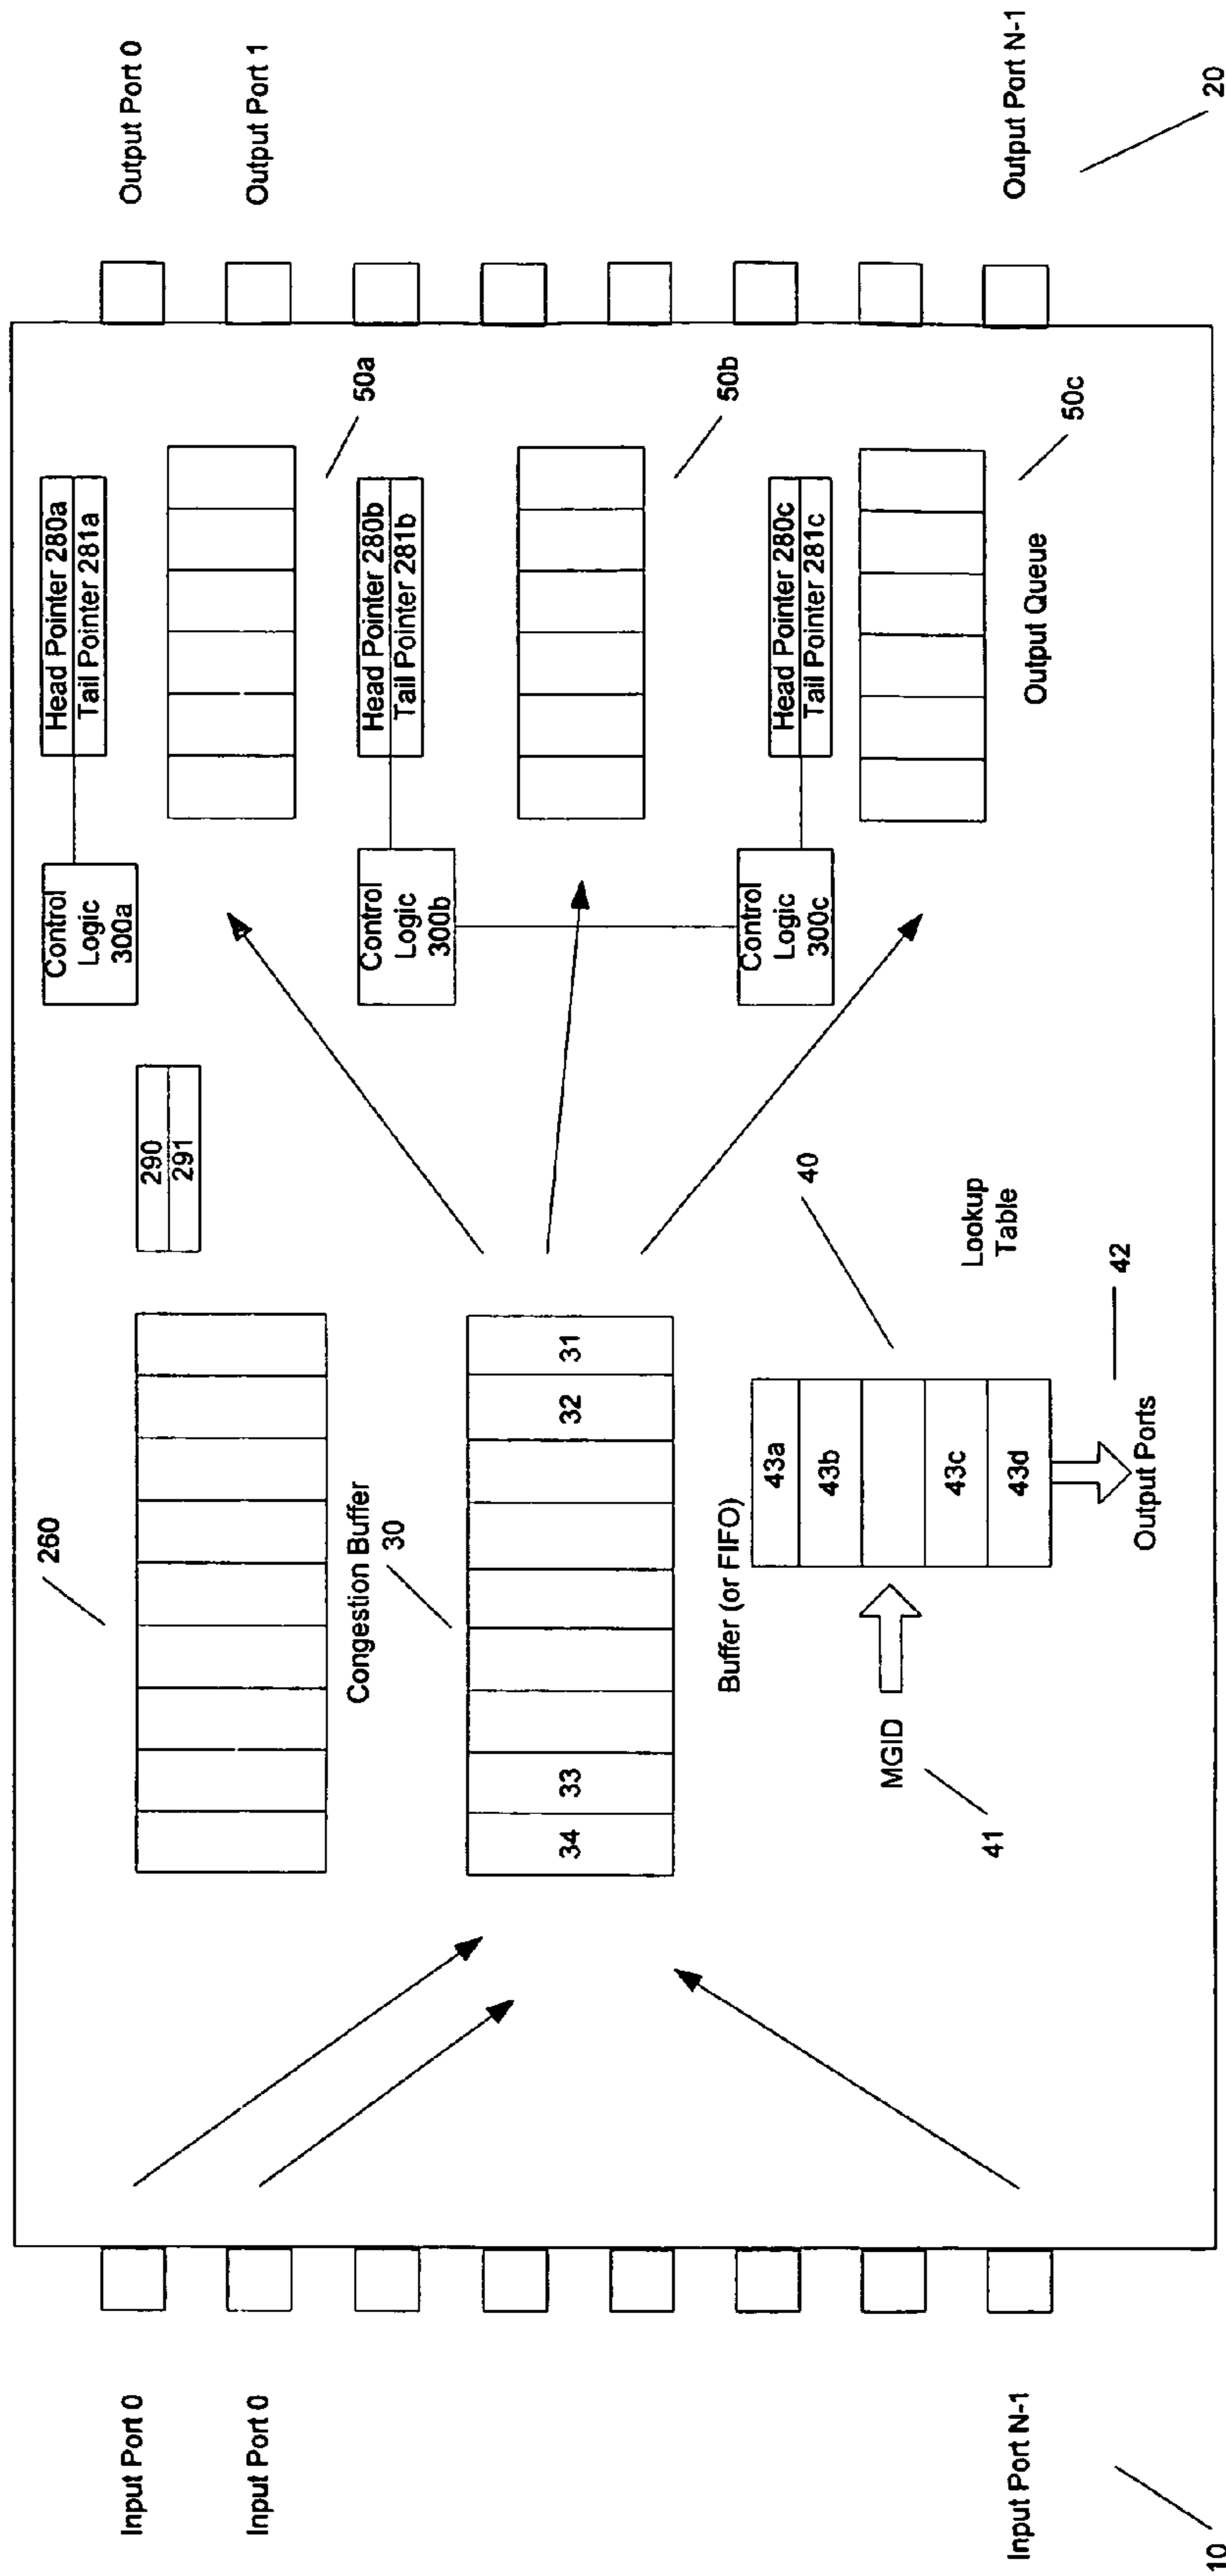 Input Port 0
Input Port 0
Input Port N-1
10
260
Congestion Buffer
30
34
33
32
31
Buffer (or FIFO)
290
291
MGID
41
43a
43b
43c
43d
40
Lookup
Table
42
Output Ports
Control
Logic
300a
Head Pointer 280a
Tail Pointer 281a
50a
Control
Logic
300b
Head Pointer 280b
Tail Pointer 281b
50b
Control
Logic
300c
Head Pointer 280c
Tail Pointer 281c
50c
Output Queue
Output Port 0
Output Port 1
Output Port N-1
20